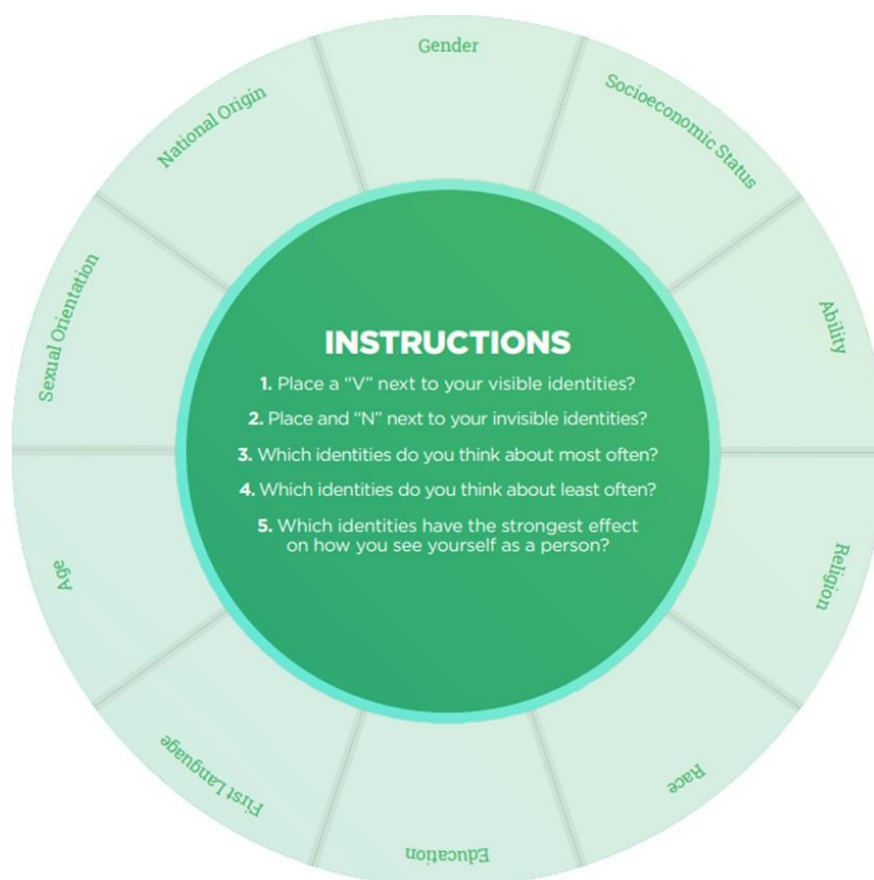 Gender
Socioeconomic Status
Ability
Religion
Race
Education
First Language
Age
Sexual Orientation
National Origin
INSTRUCTIONS
1. Place a “V” next to your visible identities?
2. Place and “N” next to your invisible identities?
3. Which identities do you think about most often?
4. Which identities do you think about least often?
5. Which identities have the strongest effect
on how you see yourself as a person?